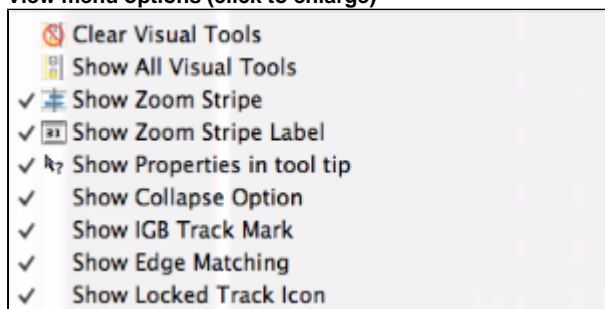 View menu options (click to enlarge)
Clear Visual Tools
Show All Visual Tools
✓ Show Zoom Stripe
✓ 31 Show Zoom Stripe Label
✓ Show Properties in tool tip
✓ Show Collapse Option
✓ Show IGB Track Mark
✓ Show Edge Matching
✓ Show Locked Track Icon